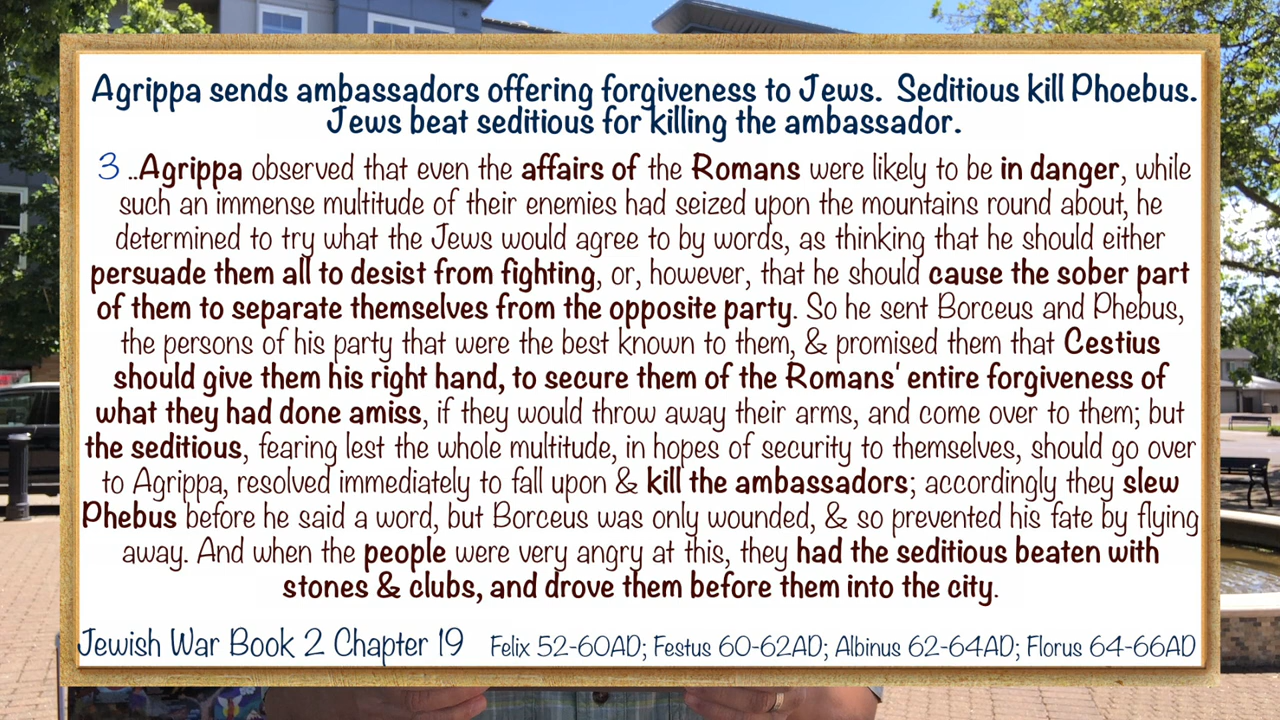 Agrippa sends ambassadors offering forgiveness to Jews. Seditious kill Phoebus.
Jews beat seditious for killing the ambassador.
3 ..Agrippa observed that even the affairs of the Romans were likely to be in danger, while
such an immense multitude of their enemies had seized upon the mountains round about, he
determined to try what the Jews would agree to by words, as thinking that he should either
persuade them all to desist from fighting, or, however, that he should cause the sober part
of them to separate themselves from the opposite party. So he sent Borceus and Phebus,
the persons of his party that were the best known to them, & promised them that Cestius
should give them his right hand, to secure them of the Romans' entire forgiveness of
what they had done amiss, if they would throw away their arms, and come over to them; but
the seditious, fearing lest the whole multitude, in hopes of security to themselves, should go over
to Agrippa, resolved immediately to fall upon & kill the ambassadors; accordingly they slew
Phebus before he said a word, but Borceus was only wounded, & so prevented his fate by flying
away. And when the people were very angry at this, they had the seditious beaten with
stones & clubs, and drove them before them into the city.
Jewish War Book 2 Chapter 19 Felix 52-60AD; Festus 60-62AD; Albinus 62-64AD; Florus 64-66AD